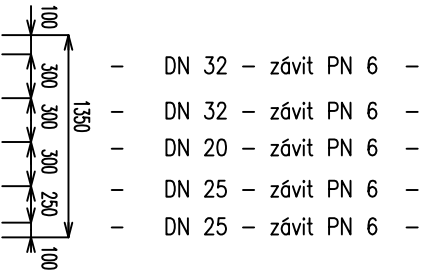 100
300
300
300
250
100
1350
– DN 32 – závit PN 6 –
– DN 32 – závit PN 6 –
– DN 20 – závit PN 6 –
– DN 25 – závit PN 6 –
– DN 25 – závit PN 6 –